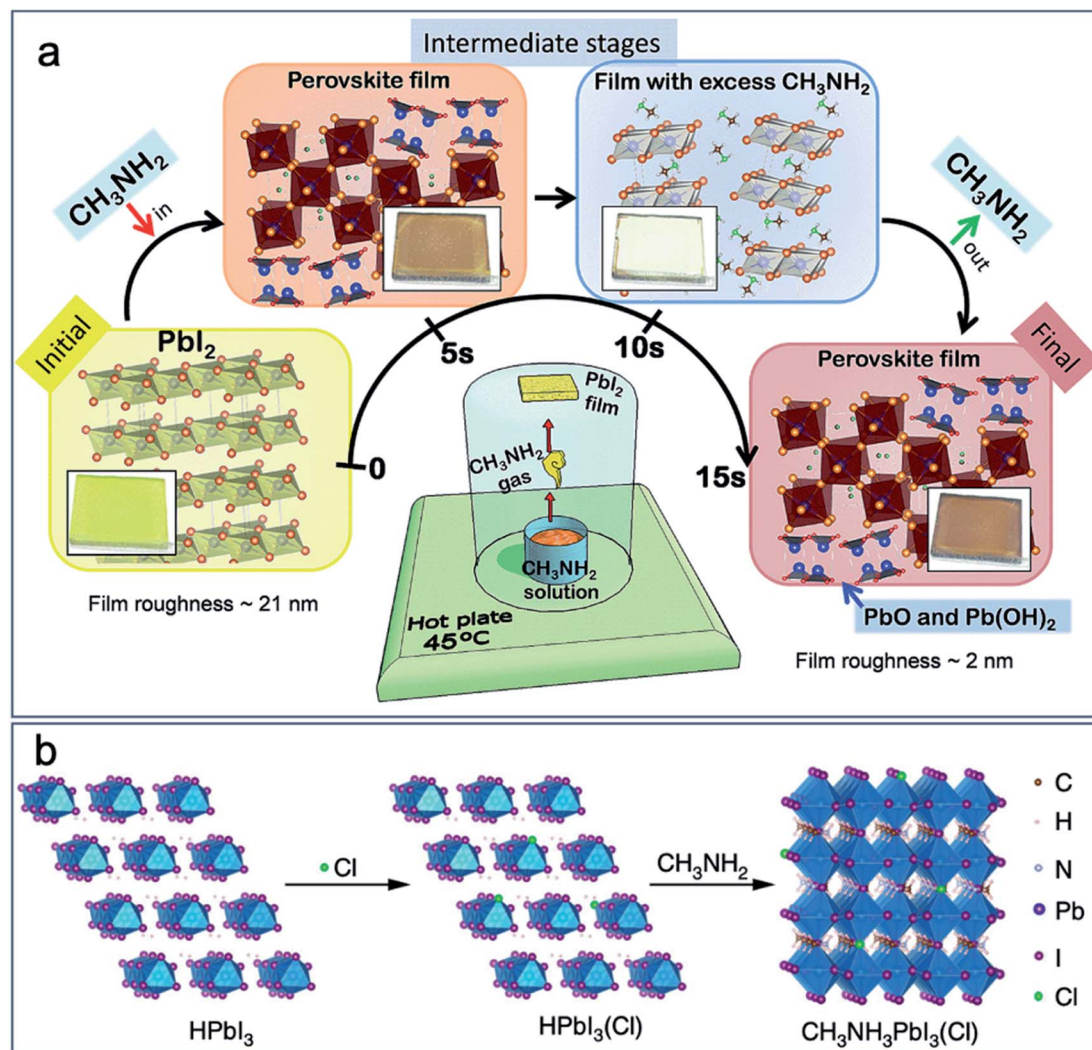 a
Intermediate stages
Perovskite film
Film with excess CH₃NH₂
CH₃NH₂
in
CH₃NH₂
out
Initial
PbI₂
5s
10s
Final
Perovskite film
0
15s
PbI₂
film
CH₃NH₂
gas
CH₃NH₂
solution
Hot plate
45ºC
Film roughness ~ 21 nm
PbO and Pb(OH)₂
Film roughness ~ 2 nm
b
Cl
CH₃NH₂
HPbI₃
HPbI₃(Cl)
CH₃NH₃PbI₃(Cl)
C
H
N
Pb
I
Cl